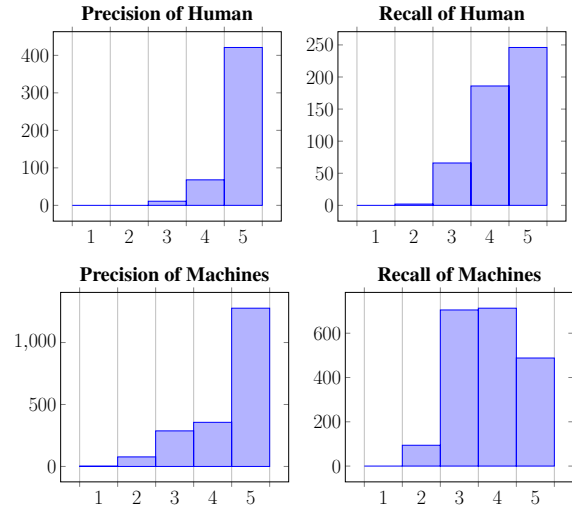 Precision of Human
400
300
200
100
0
1 2 3 4 5
Recall of Human
250
200
150
100
50
0
1 2 3 4 5
Precision of Machines
1,000
500
0
1 2 3 4 5
Recall of Machines
600
400
200
0
1 2 3 4 5